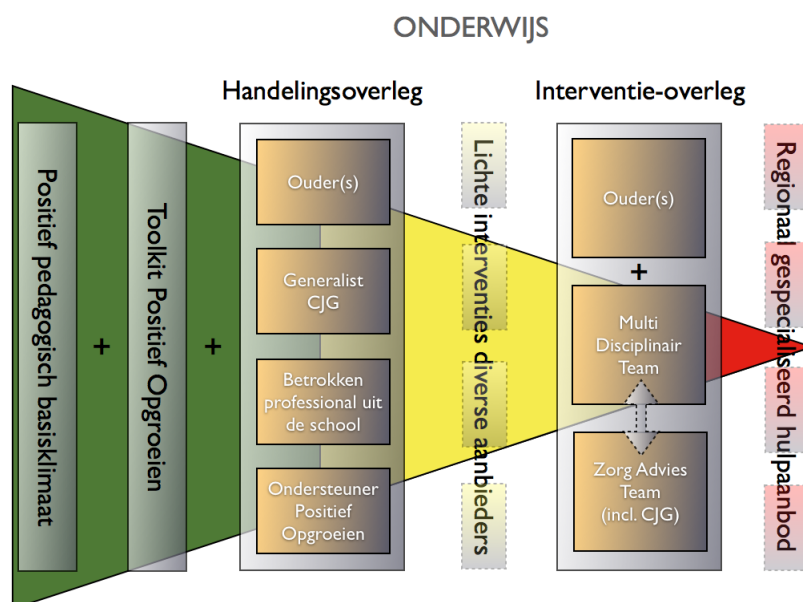 ONDERWIJS
Handelingsoverleg
Interventie-overleg
Positief pedagogisch basisklimaat
+
Toolkit Positief Opgroeien
+
Ouder(s)
Generalist
CJG
Betrokken
professional uit
de school
Ondersteuner
Positief
Opgroeien
Lichte interventies diverse aanbieders
Ouder(s)
+
Multi
Disciplinair
Team
Zorg Advies
Team
(incl. CJG)
Regionaal gespecialiseerd hulpaanbod